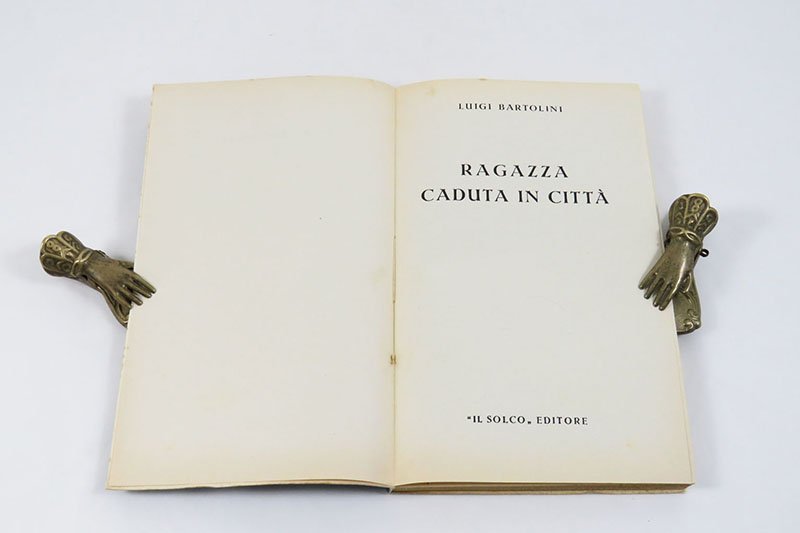 LUIGI BARTOLINI
RAGAZZA
CADUTA IN CITTÀ
"IL SOLCO„ EDITORE